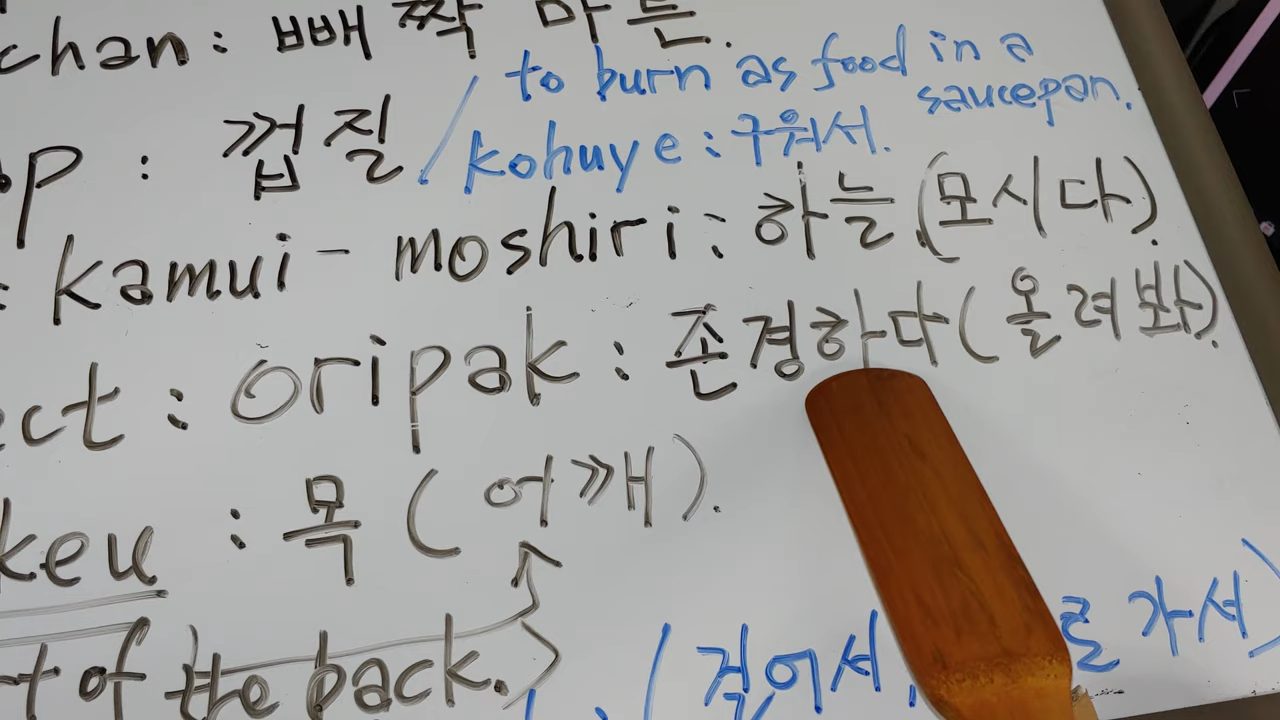 chan: 빼짝 마른.
to burn as food in a saucepan.
p : 껍질 / kohuye : 구워서.
: kamui - moshiri : 하늘 (모시다).
ect : oripak : 존경하다 (올려봐).
keu : 목 (어깨).
t of the back.
(걸어서, 로 가서)